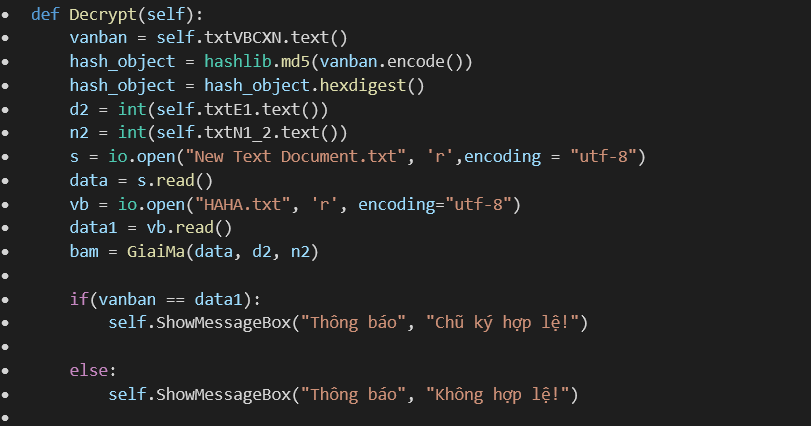 def Decrypt(self):
    vanban = self.txtVBCXN.text()
    hash_object = hashlib.md5(vanban.encode())
    hash_object = hash_object.hexdigest()
    d2 = int(self.txtE1.text())
    n2 = int(self.txtN1_2.text())
    s = io.open("New Text Document.txt", 'r',encoding = "utf-8")
    data = s.read()
    vb = io.open("HAHA.txt", 'r', encoding="utf-8")
    data1 = vb.read()
    bam = GiaiMa(data, d2, n2)
    if(vanban == data1):
        self.ShowMessageBox("Thông báo", "Chũ ký hợp lệ!")
    else:
        self.ShowMessageBox("Thông báo", "Không hợp lệ!")